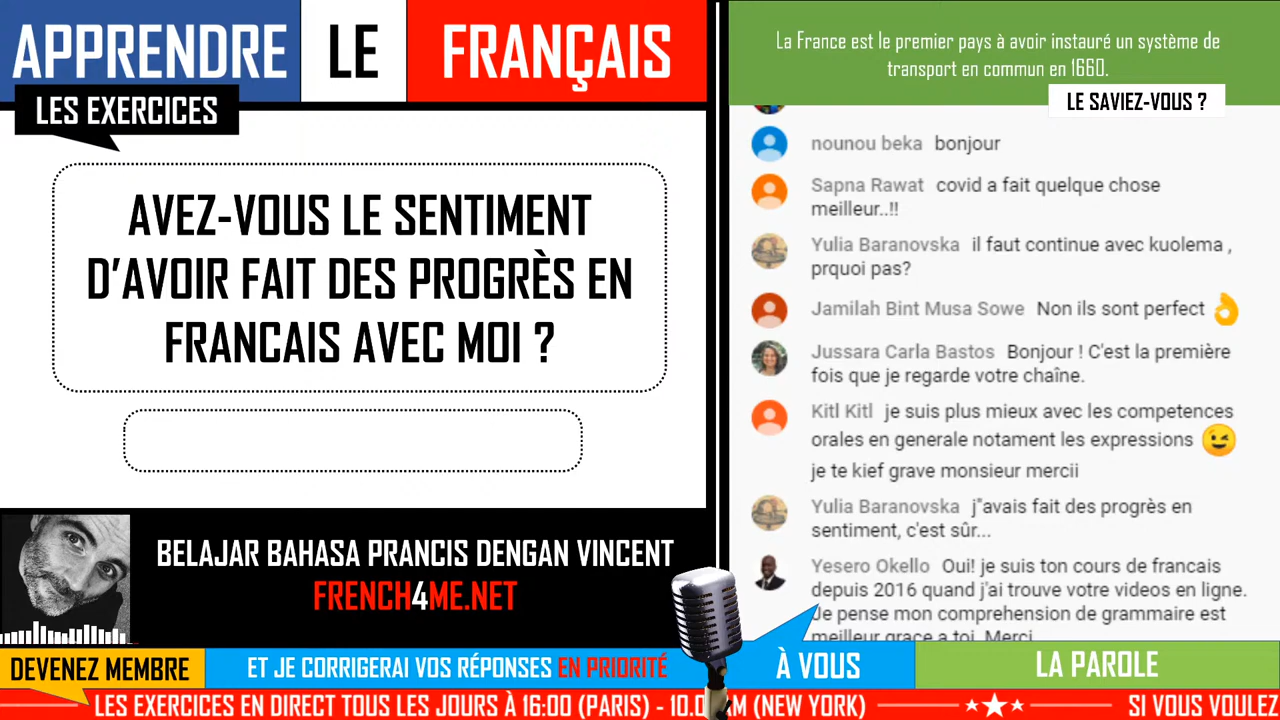 APPRENDRE LE FRANÇAIS
LES EXERCICES
AVEZ-VOUS LE SENTIMENT
D'AVOIR FAIT DES PROGRÈS EN
FRANCAIS AVEC MOI ?
BELAJAR BAHASA PRANCIS DENGAN VINCENT
FRENCH4ME.NET
La France est le premier pays à avoir instauré un système de
transport en commun en 1660.
LE SAVIEZ-VOUS ?
nounou beka bonjour
Sapna Rawat covid a fait quelque chose
meilleur..!!
Yulia Baranovska il faut continue avec kuolema ,
prquoi pas?
Jamilah Bint Musa Sowe Non ils sont perfect 👌
Jussara Carla Bastos Bonjour ! C'est la première
fois que je regarde votre chaîne.
Kitl Kitl je suis plus mieux avec les competences
orales en generale notament les expressions 😉
je te kief grave monsieur mercii
Yulia Baranovska j"avais fait des progrès en
sentiment, c'est sûr...
Yesero Okello Oui! je suis ton cours de francais
depuis 2016 quand j'ai trouve votre videos en ligne.
Je pense mon comprehension de grammaire est
meilleur grace a toi. Merci
DEVENEZ MEMBRE ET JE CORRIGERAI VOS RÉPONSES EN PRIORITÉ
À VOUS LA PAROLE
LES EXERCICES EN DIRECT TOUS LES JOURS À 16:00 (PARIS) - 10.0 M (NEW YORK) SI VOUS VOULEZ